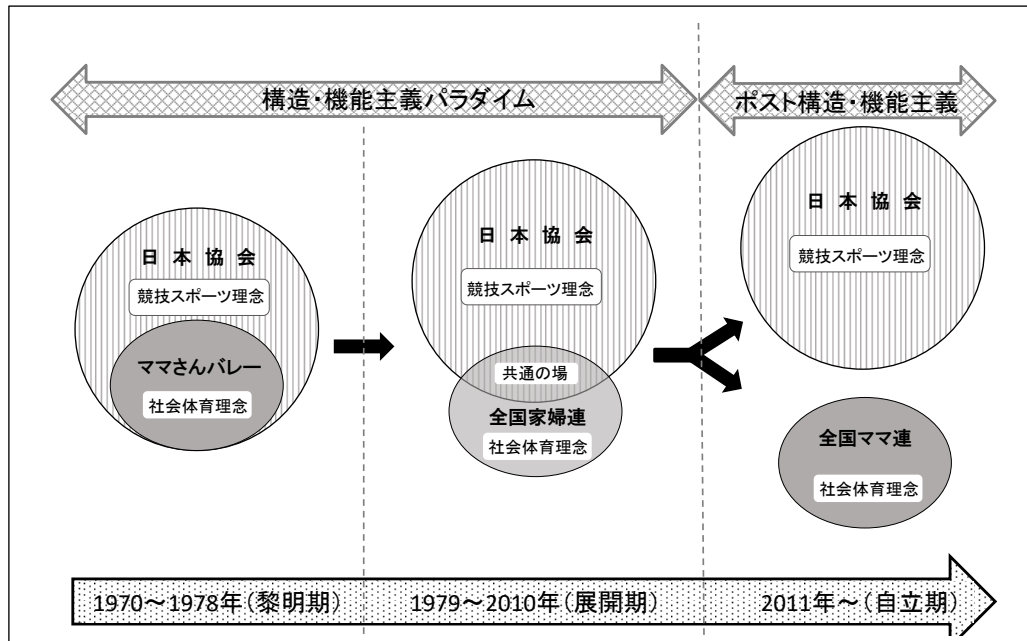 構造・機能主義パラダイム
ポスト構造・機能主義
日本協会
競技スポーツ理念
ママさんバレー
社会体育理念
日本協会
競技スポーツ理念
共通の場
全国家婦連
社会体育理念
日本協会
競技スポーツ理念
全国ママ連
社会体育理念
1970～1978年(黎明期)
1979～2010年(展開期)
2011年～(自立期)